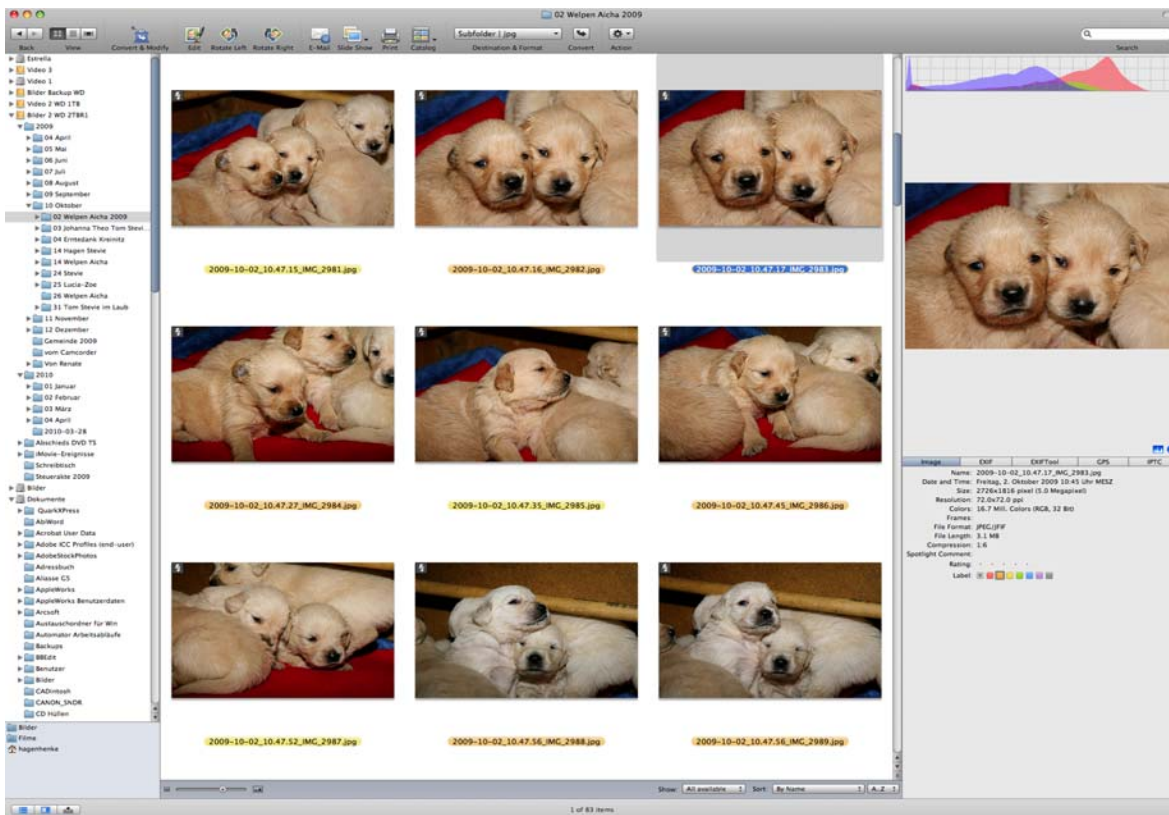 02 Welpen Aicha 2009
Subfolder | jpg
Back View Convert & Modify Edit Rotate Left Rotate Right E-Mail Slide Show Print Catalog Destination & Format Convert Action Search
Estrella
Video 3
Video 1
Bilder Backup WD
Video 2 WD 1TB
Bilder 2 WD 2TBR1
2009
04 April
05 Mai
06 Juni
07 Juli
08 August
09 September
10 Oktober
02 Welpen Aicha 2009
03 Johanna Theo Tom Stevi...
04 Erntedank Kreinitz
14 Hagen Stevie
14 Welpen Aicha
24 Stevie
25 Lucia-Zoe
26 Welpen Aicha
31 Tom Stevie im Laub
11 November
12 Dezember
Gemeinde 2009
vom Camcorder
Von Renate
2010
01 Januar
02 Februar
03 März
04 April
2010-03-28
Abschieds DVD TS
iMovie-Ereignisse
Schreibtisch
Steuerakte 2009
Bilder
Dokumente
QuarkXPress
AbiWord
Acrobat User Data
Adobe ICC Profiles (end-user)
AdobeStockPhotos
Adressbuch
Aliasse G5
AppleWorks
AppleWorks Benutzerdaten
Arcsoft
Austauschordner für Win
Automator Arbeitsabläufe
Backups
BBEdit
Benutzer
Bilder
CADintosh
CANON_SNDR
CD Hüllen
Bilder
Filme
hagenhenke
2009-10-02_10.47.15_IMG_2981.jpg
2009-10-02_10.47.16_IMG_2982.jpg
2009-10-02_10.47.17_IMG_2983.jpg
2009-10-02_10.47.27_IMG_2984.jpg
2009-10-02_10.47.35_IMG_2985.jpg
2009-10-02_10.47.45_IMG_2986.jpg
2009-10-02_10.47.52_IMG_2987.jpg
2009-10-02_10.47.56_IMG_2988.jpg
2009-10-02_10.47.56_IMG_2989.jpg
Show: All available Sort: By Name A..Z
1 of 83 items
Image EXIF EXIFTool GPS IPTC
Name: 2009-10-02_10.47.17_IMG_2983.jpg
Date and Time: Freitag, 2. Oktober 2009 10:45 Uhr MESZ
Size: 2726x1816 pixel (5.0 Megapixel)
Resolution: 72.0x72.0 ppi
Colors: 16.7 Mill. Colors (RGB, 32 Bit)
Frames:
File Format: JPEG/JFIF
File Length: 3.1 MB
Compression: 1:6
Spotlight Comment:
Rating:
Label: